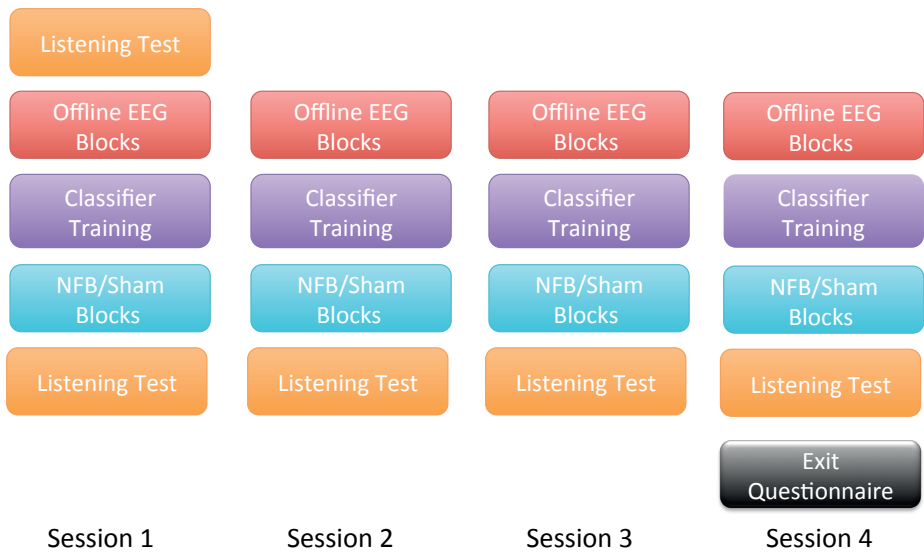 Listening Test
Offline EEG
Blocks
Classifier
Training
NFB/Sham
Blocks
Listening Test
Session 1
Offline EEG
Blocks
Classifier
Training
NFB/Sham
Blocks
Listening Test
Session 2
Offline EEG
Blocks
Classifier
Training
NFB/Sham
Blocks
Listening Test
Session 3
Offline EEG
Blocks
Classifier
Training
NFB/Sham
Blocks
Listening Test
Exit
Questionnaire
Session 4